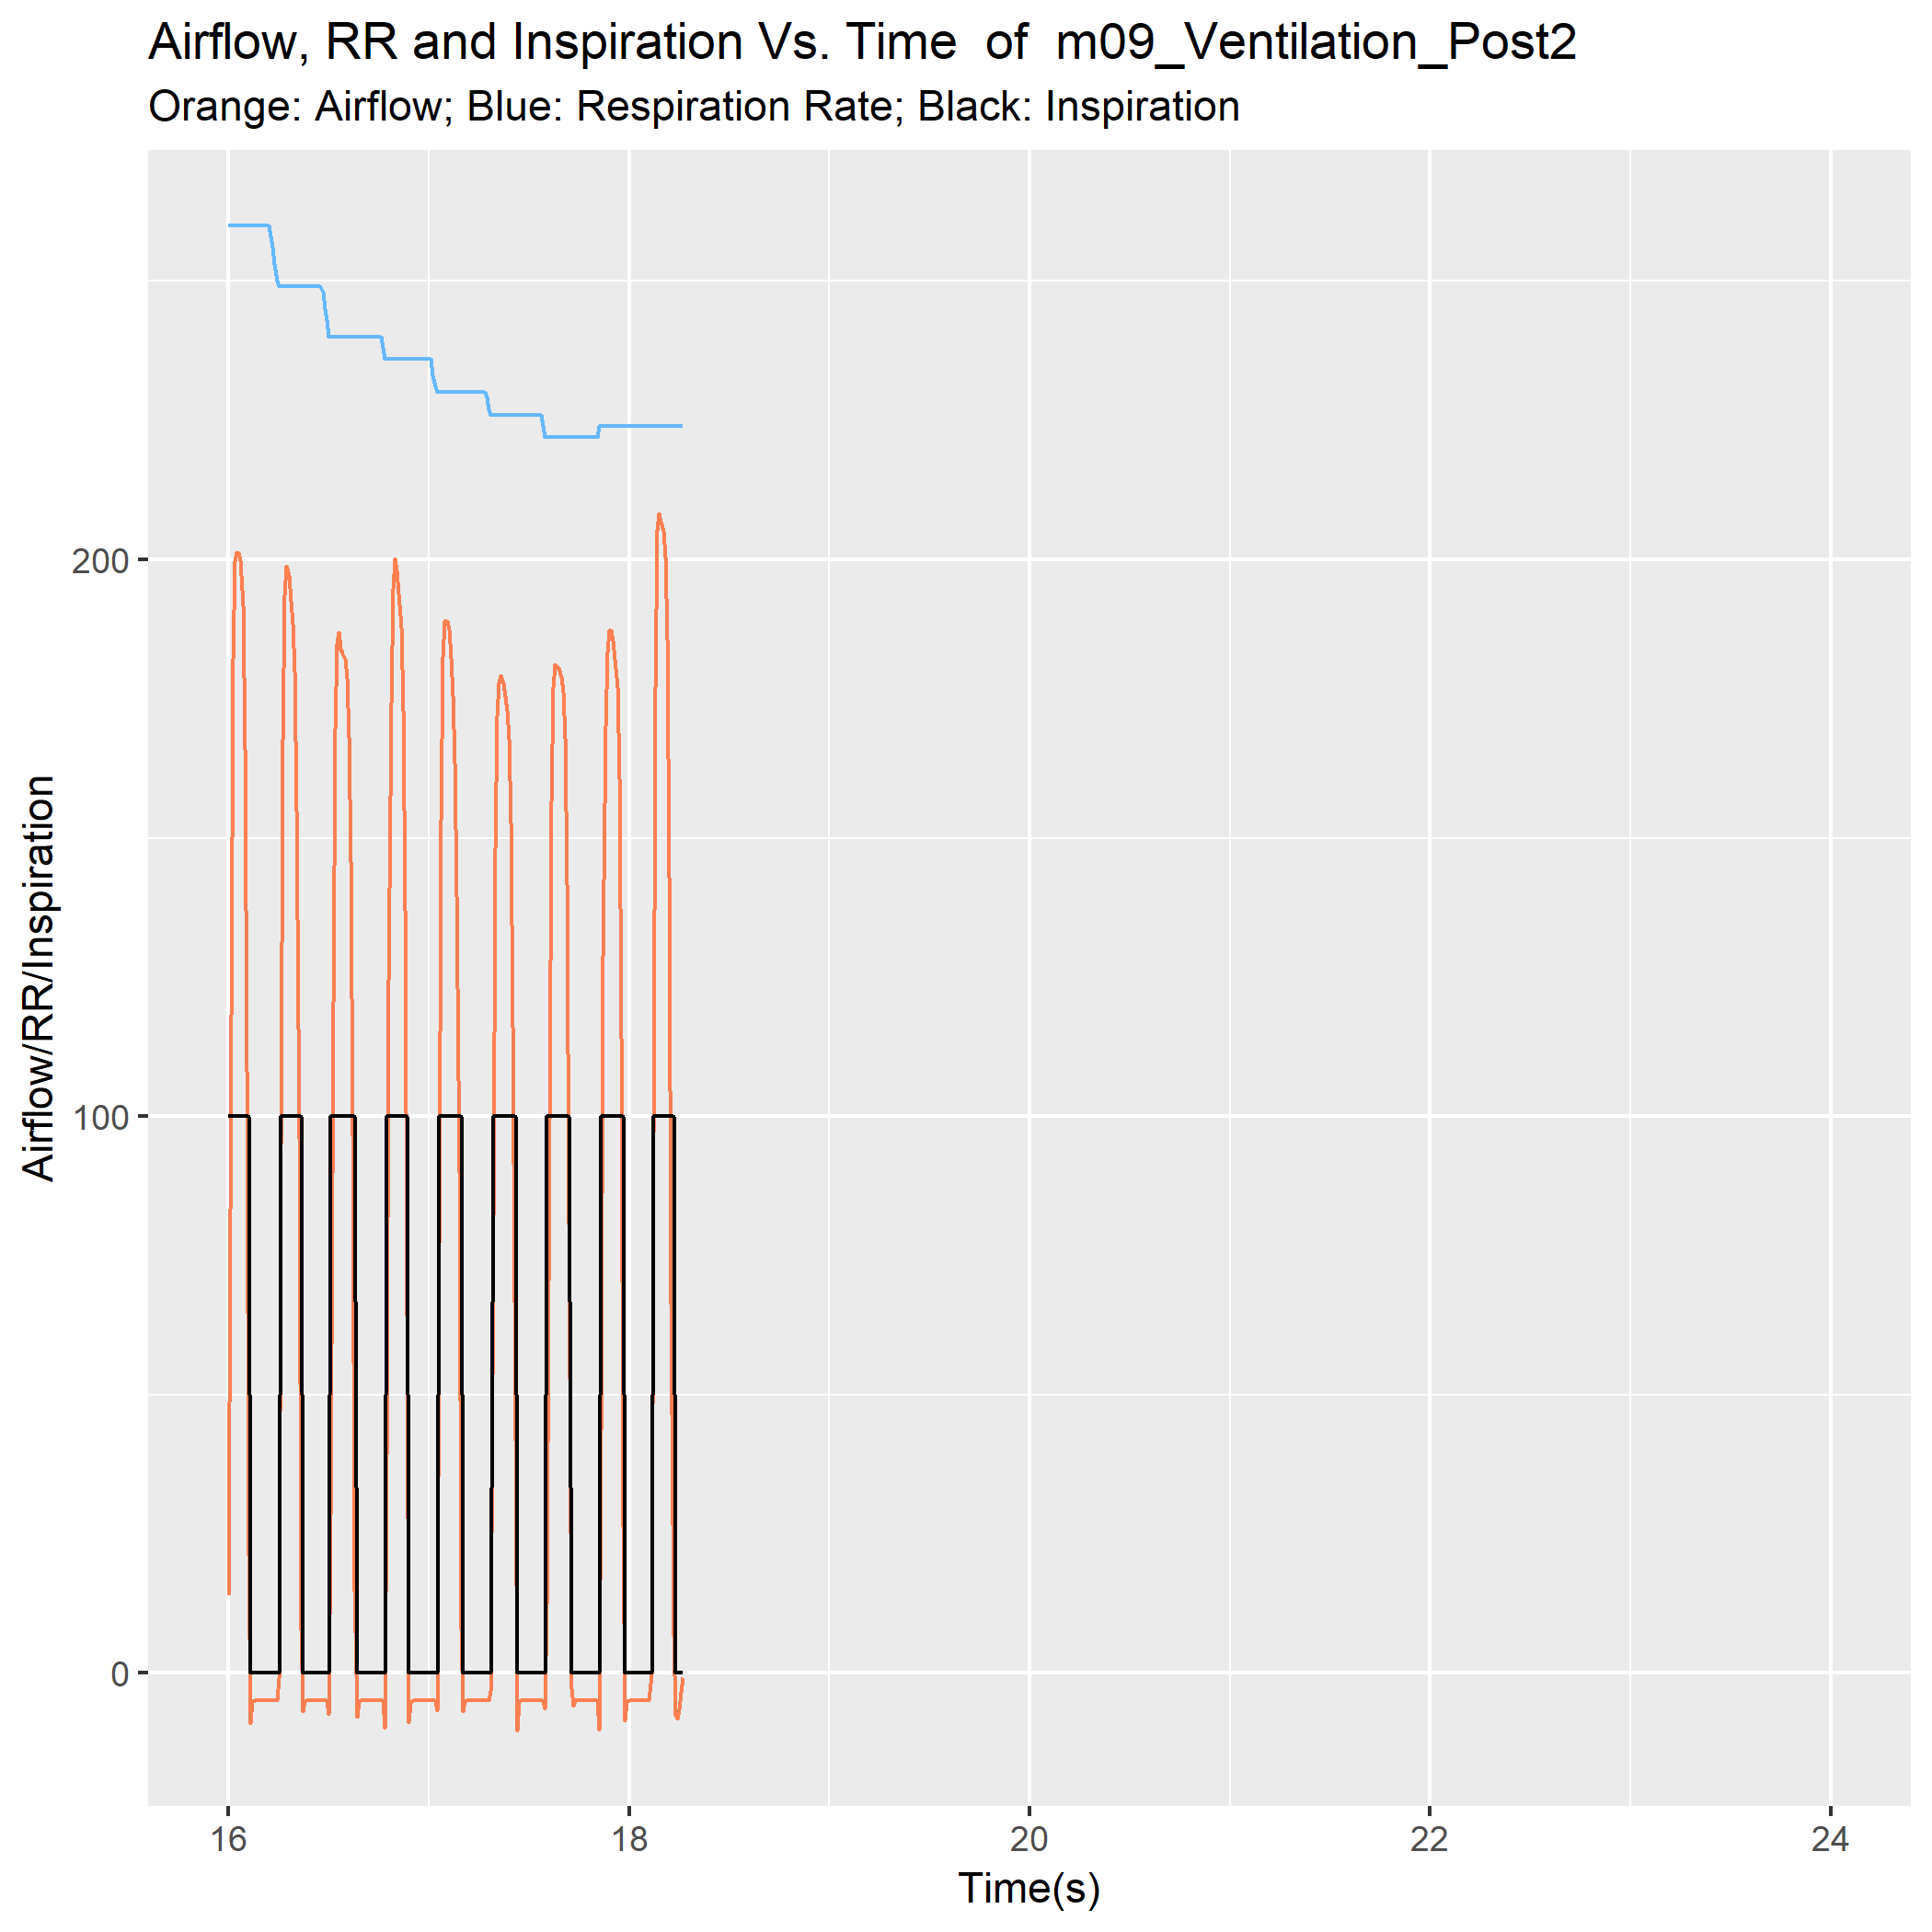 Airflow, RR and Inspiration Vs. Time  of  m09_Ventilation_Post2
Orange: Airflow; Blue: Respiration Rate; Black: Inspiration
Airflow/RR/Inspiration
200
100
0
16 18 20 22 24
Time(s)